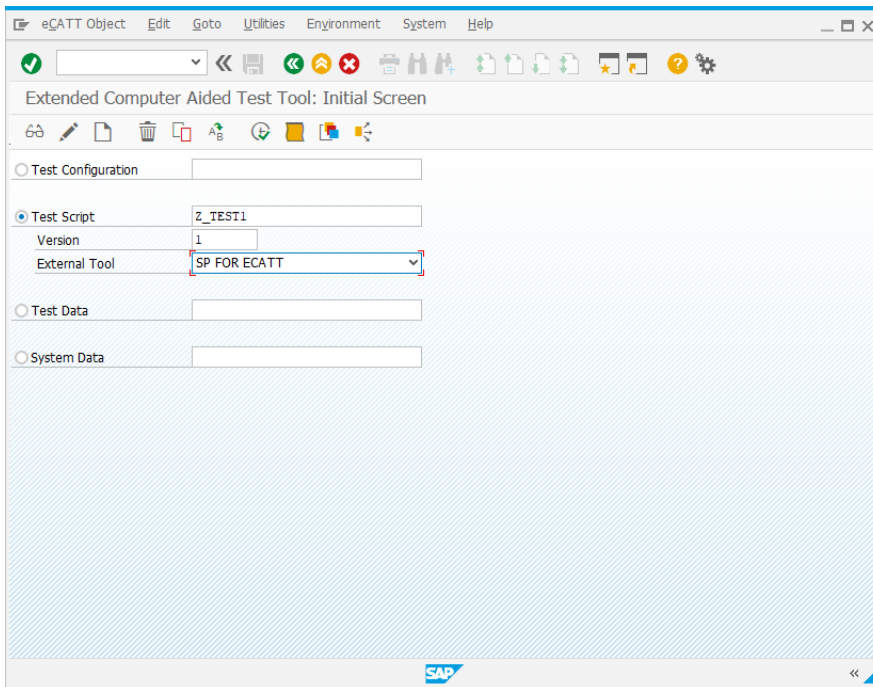 eCATT Object Edit Goto Utilities Environment System Help
Extended Computer Aided Test Tool: Initial Screen
Test Configuration
Test Script Z_TEST1
Version 1
External Tool SP FOR ECATT
Test Data
System Data
SAP